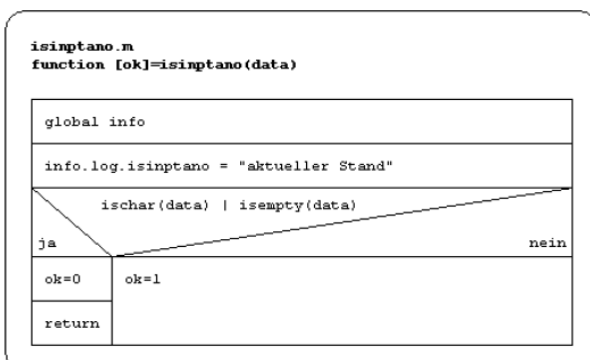 isinptano.m
function [ok]=isinptano(data)
global info
info.log.isinptano = "aktueller Stand"
ischar(data) | isempty(data)
ja
nein
ok=0
ok=1
return